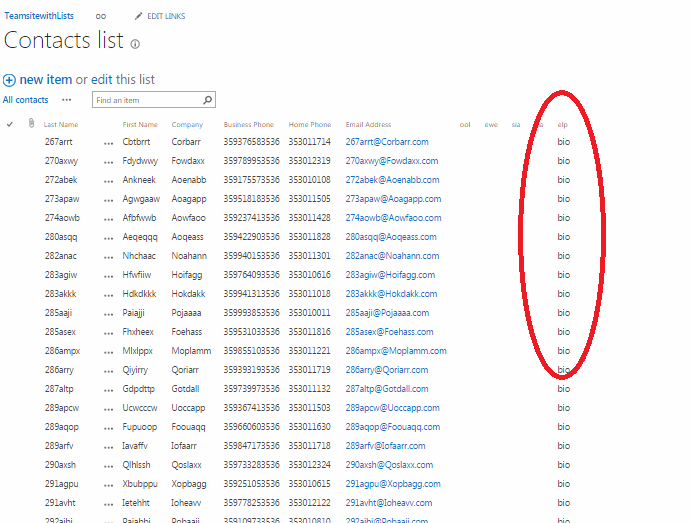 TeamsitewithLists oo EDIT LINKS
Contacts list
new item or edit this list
All contacts ... Find an item
Last Name First Name Company Business Phone Home Phone Email Address ool ewe sia elp
267arrt ... Cbtbrrt Corbarr 359376583536 353011714 267arrt@Corbarr.com bio
270axwy ... Fdydwwy Fowdaxx 359789953536 353012319 270axwy@Fowdaxx.com bio
272abek ... Ankneek Aoenabb 359175573536 353010108 272abek@Aoenabb.com bio
273apaw ... Agwgaaw Aoagapp 359518183536 353011505 273apaw@Aoagapp.com bio
274aowb ... Afbfwwb Aowfaoo 359237413536 353011428 274aowb@Aowfaoo.com bio
280asqq ... Aeqeqqq Aoqeass 359422903536 353011828 280asqq@Aoqeass.com bio
282anac ... Nhchaac Noahann 359940153536 353011301 282anac@Noahann.com bio
283agiw ... Hfwfiiw Hoifagg 359764093536 353010616 283agiw@Hoifagg.com bio
283akkk ... Hdkdkkk Hokdakk 359941313536 353011018 283akkk@Hokdakk.com bio
285aaji ... Paiajji Pojaaaa 359993853536 353010011 285aaji@Pojaaaa.com bio
285asex ... Fhxheex Foehass 359531033536 353011816 285asex@Foehass.com bio
286ampx ... Mlxlppx Moplamm 359855103536 353011221 286ampx@Moplamm.com bio
286arry ... Qiyirry Qoriarr 359393193536 353011719 286arry@Qoriarr.com bio
287altp ... Gdpdttp Gotdall 359739973536 353011132 287altp@Gotdall.com bio
289apcw ... Ucwcccw Uoccapp 359367413536 353011503 289apcw@Uoccapp.com bio
289aqop ... Fupuoop Foouaqq 359660603536 353011630 289aqop@Foouaqq.com bio
289arfv ... Iavaffv Iofaarr 359847173536 353011718 289arfv@Iofaarr.com bio
290axsh ... Qlhlssh Qoslaxx 359733283536 353012324 290axsh@Qoslaxx.com bio
291agpu ... Xbubppu Xopbagg 359251053536 353010615 291agpu@Xopbagg.com bio
291avht ... Ietehht Ioheavv 359778253536 353012122 291avht@Ioheavv.com bio